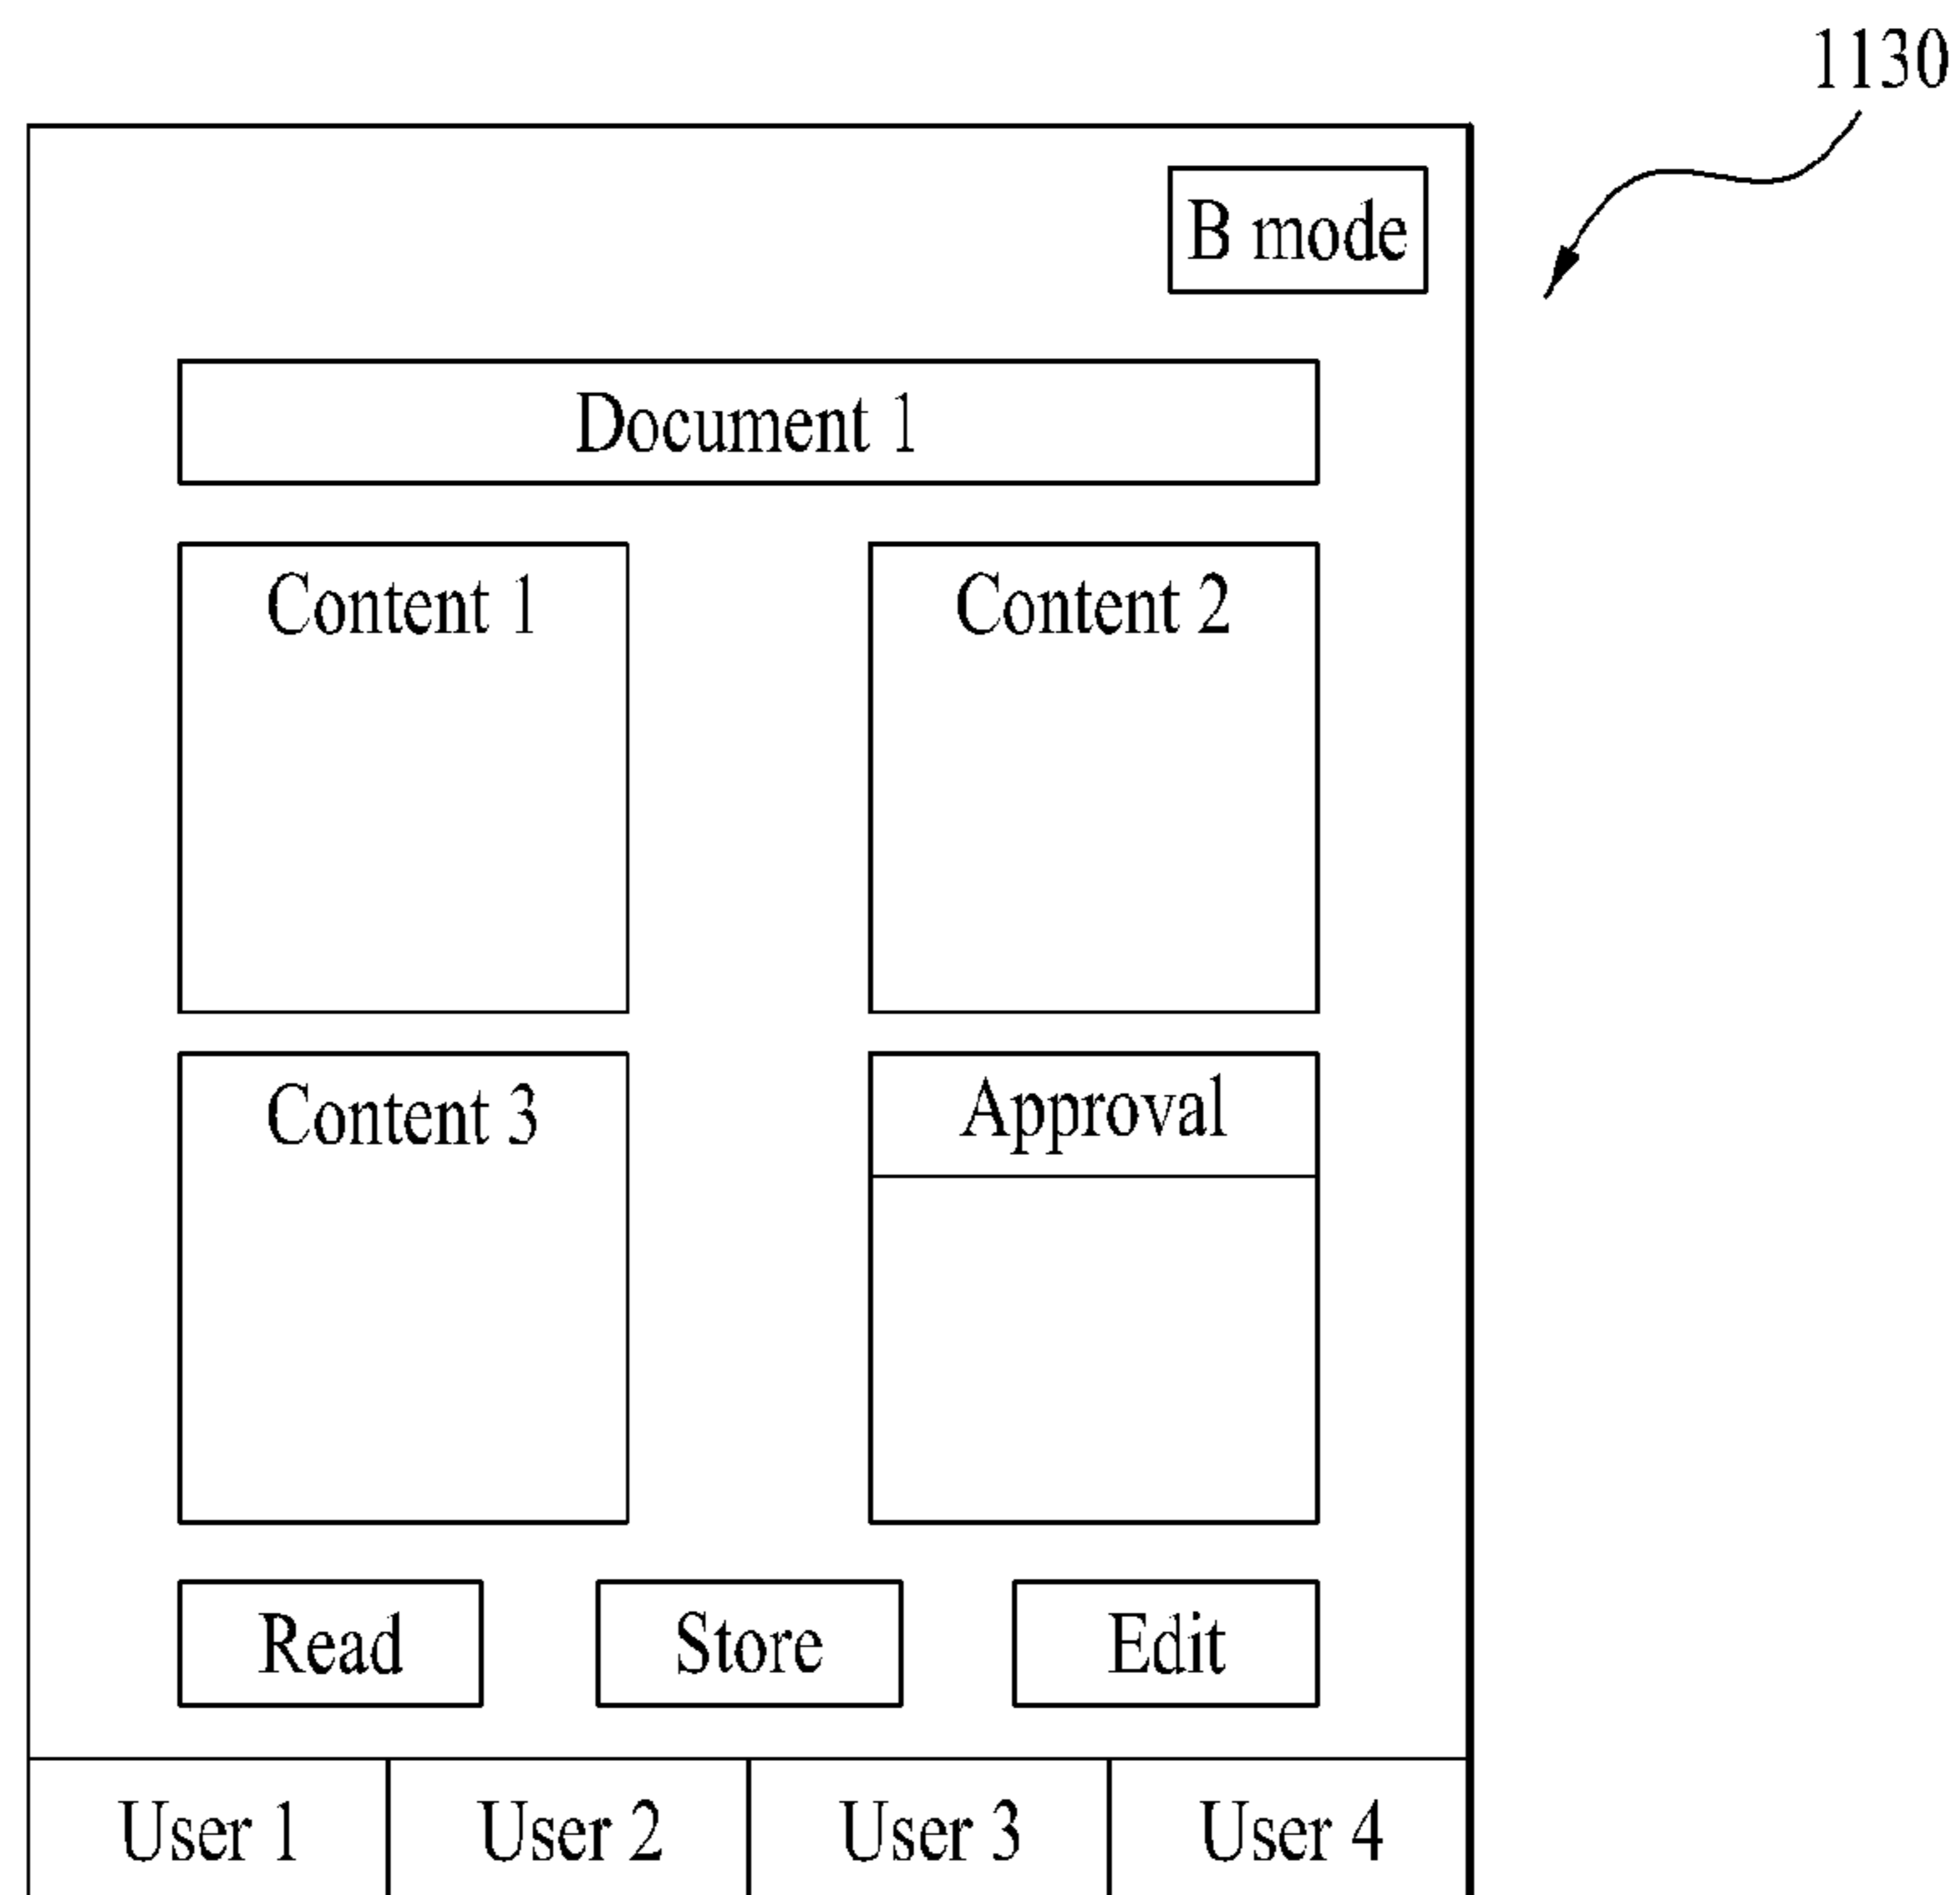 1130
B mode
Document 1
Content 1
Content 2
Content 3
Approval
Read
Store
Edit
User 1
User 2
User 3
User 4